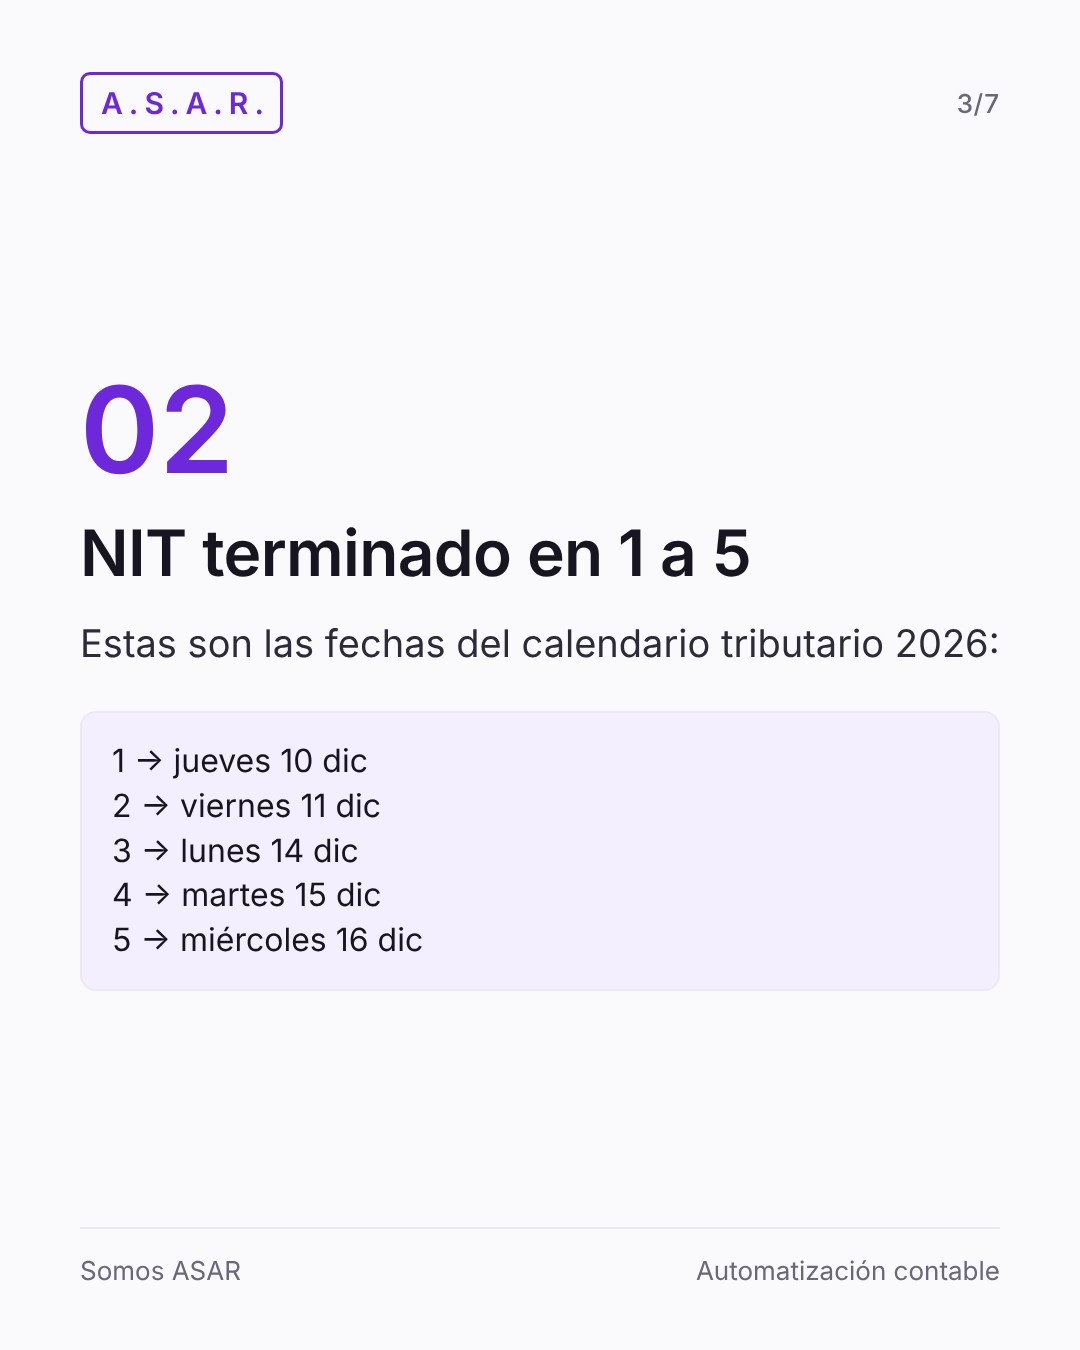 A.S.A.R.
3/7
02
NIT terminado en 1 a 5
Estas son las fechas del calendario tributario 2026:
1 → jueves 10 dic
2 → viernes 11 dic
3 → lunes 14 dic
4 → martes 15 dic
5 → miércoles 16 dic
Somos ASAR
Automatización contable